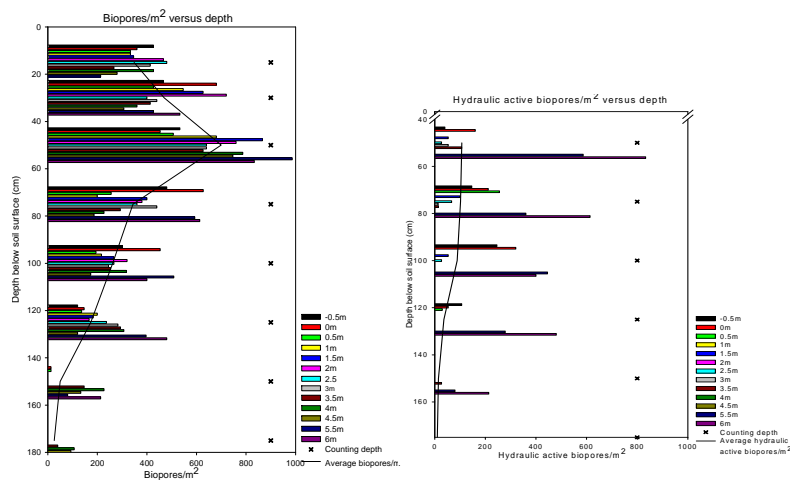 Biopores/m2 versus depth
0
20
40
60
80
100
120
140
160
180
Depth below soil surface (cm)
0 200 400 600 800 1000
Biopores/m2
-0.5m
0m
0.5m
1m
1.5m
2m
2.5
3m
3.5m
4m
4.5m
5.5m
6m
Counting depth
Average biopores/m
Hydraulic active biopores/m2 versus depth
0
40
60
80
100
120
140
160
Depth below soil surface (cm)
0 200 400 600 800 1000
Hydraulic active biopores/m2
-0.5m
0m
0.5m
1m
1.5m
2m
2.5m
3m
3.5m
4m
4.5m
5.5m
6m
Counting depth
Average hydraulic
active biopores/m2